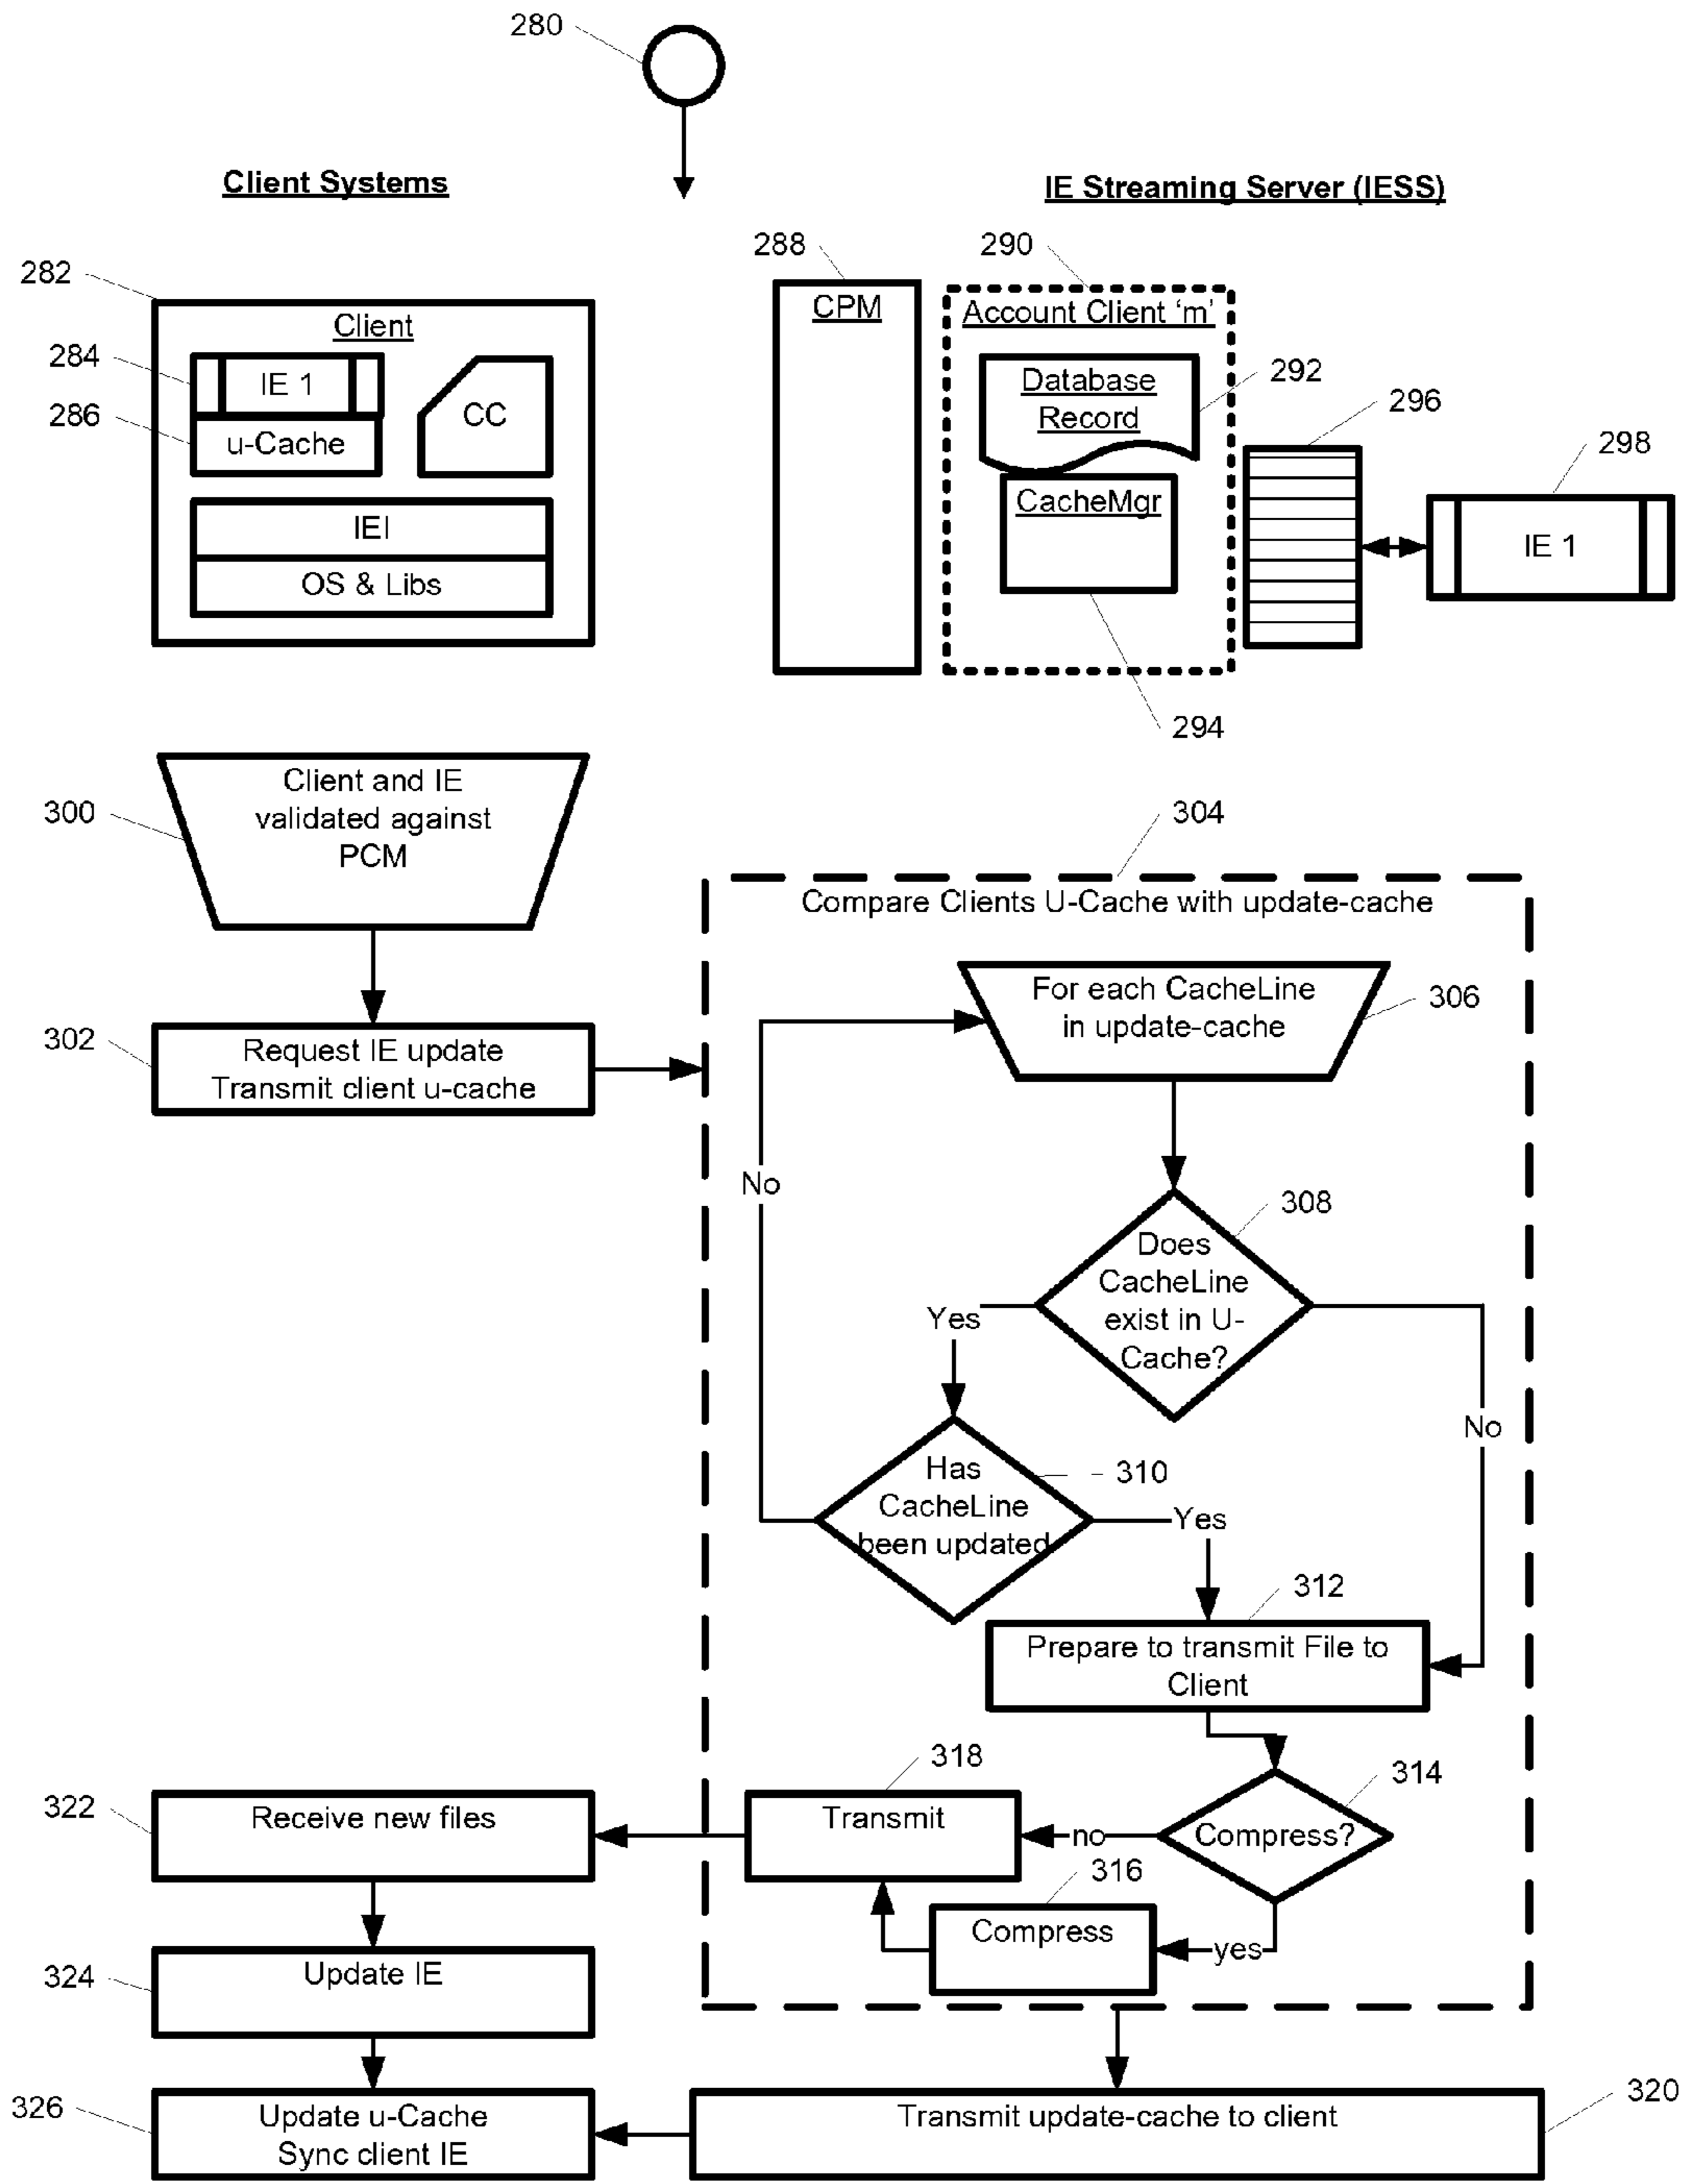 280
Client Systems
IE Streaming Server (IESS)
288
290
282
Client
CPM
Account Client ‘m’
284
IE 1
CC
286
u-Cache
Database
Record
292
296
298
IEI
CacheMgr
IE 1
OS & Libs
294
300
Client and IE
validated against
PCM
304
Compare Clients U-Cache with update-cache
For each CacheLine
in update-cache
306
302
Request IE update
Transmit client u-cache
No
308
Does
CacheLine
exist in U-
Cache?
Yes
No
Has
CacheLine
been updated
310
Yes
312
Prepare to transmit File to
Client
318
314
322
Receive new files
Transmit
no
Compress?
316
Compress
yes
324
Update IE
326
Update u-Cache
Sync client IE
Transmit update-cache to client
320